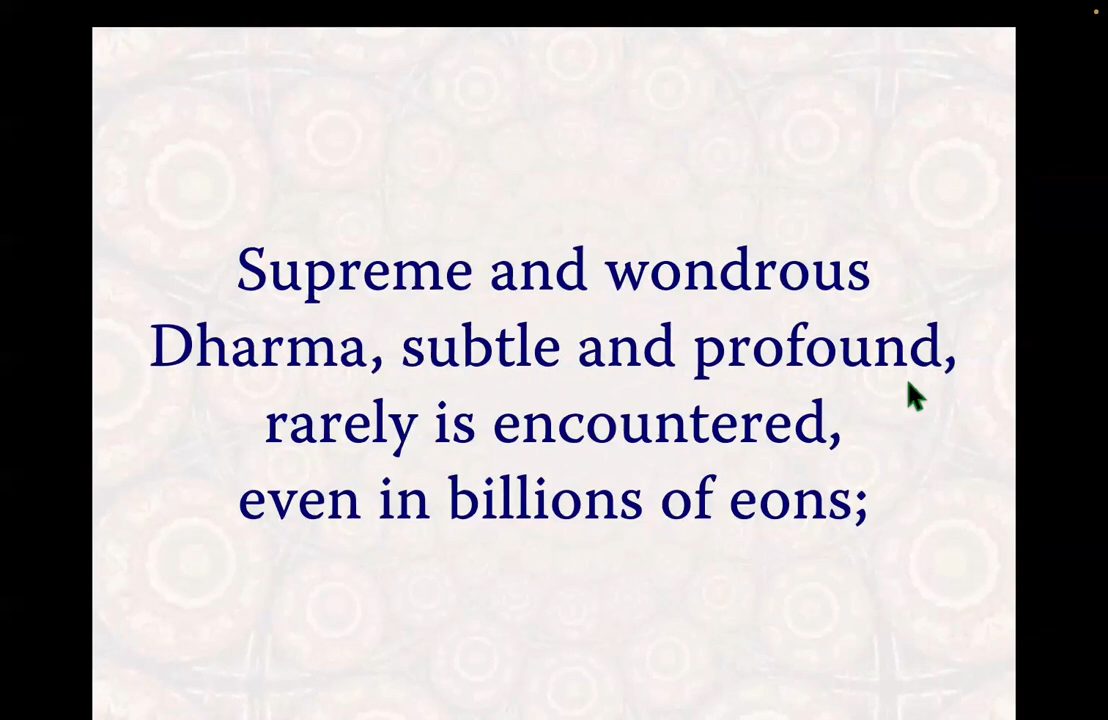 Supreme and wondrous
Dharma, subtle and profound,
rarely is encountered,
even in billions of eons;